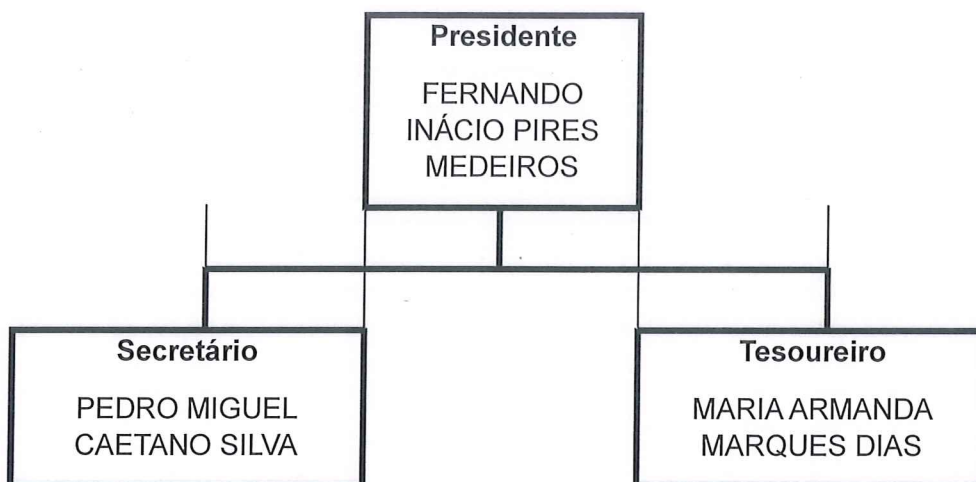 Presidente
FERNANDO
INÁCIO PIRES
MEDEIROS
Secretário
PEDRO MIGUEL
CAETANO SILVA
Tesoureiro
MARIA ARMANDA
MARQUES DIAS